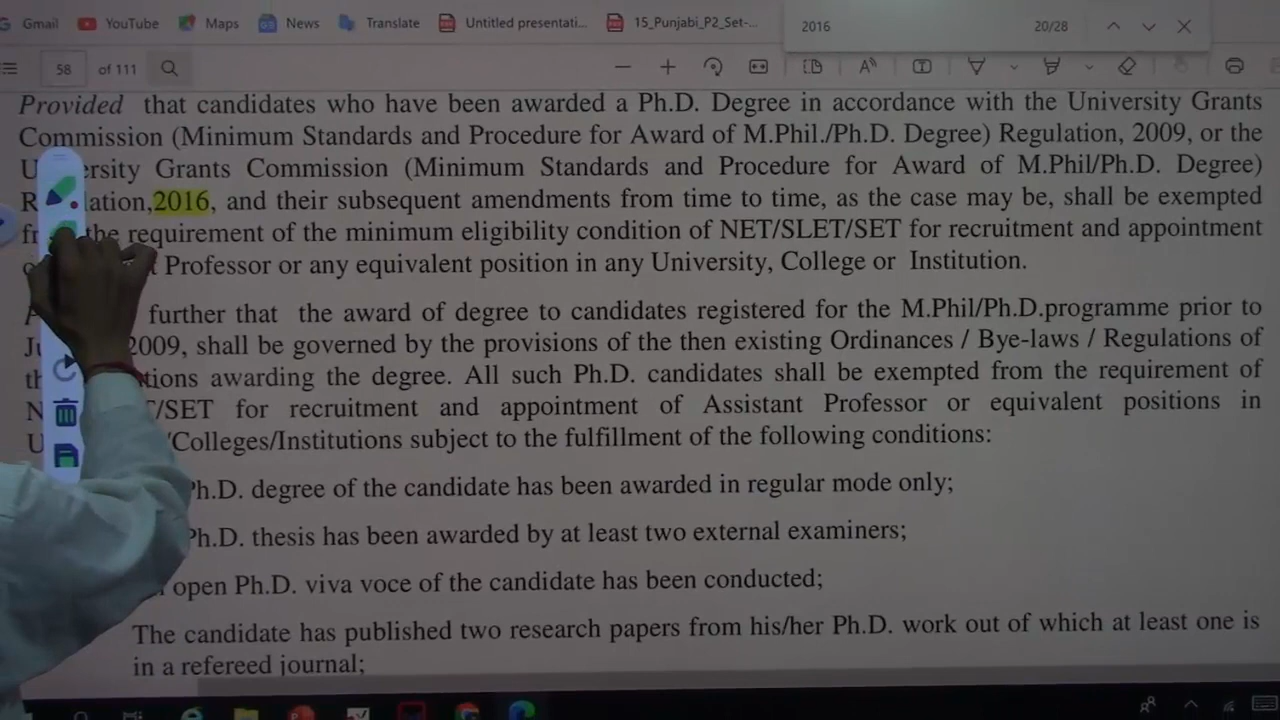 Gmail YouTube Maps News Translate Untitled presentati... 15_Punjabi_P2_Set-... 2016 20/28
58 of 111
Provided that candidates who have been awarded a Ph.D. Degree in accordance with the University Grants
Commission (Minimum Standards and Procedure for Award of M.Phil./Ph.D. Degree) Regulation, 2009, or the
Grants Commission (Minimum Standards and Procedure for Award of M.Phil/Ph.D. Degree)
2016, and their subsequent amendments from time to time, as the case may be, shall be exempted
the requirement of the minimum eligibility condition of NET/SLET/SET for recruitment and appointment
Professor or any equivalent position in any University, College or Institution.
further that the award of degree to candidates registered for the M.Phil/Ph.D.programme prior to
2009, shall be governed by the provisions of the then existing Ordinances / Bye-laws / Regulations of
awarding the degree. All such Ph.D. candidates shall be exempted from the requirement of
/SET for recruitment and appointment of Assistant Professor or equivalent positions in
/Colleges/Institutions subject to the fulfillment of the following conditions:
Ph.D. degree of the candidate has been awarded in regular mode only;
Ph.D. thesis has been awarded by at least two external examiners;
open Ph.D. viva voce of the candidate has been conducted;
The candidate has published two research papers from his/her Ph.D. work out of which at least one is
in a refereed journal;